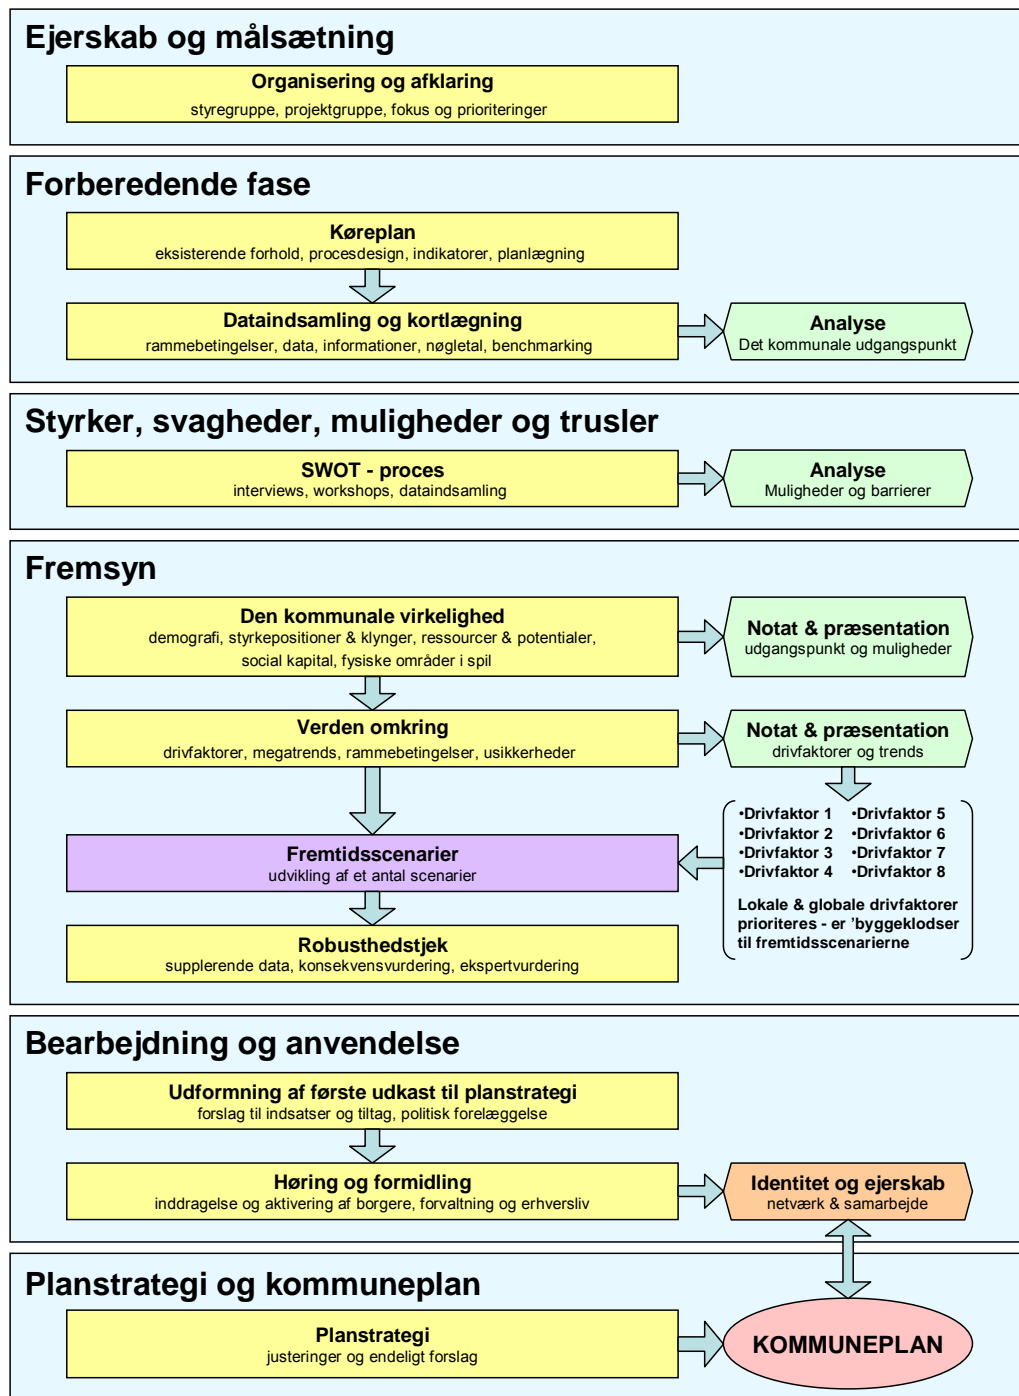 Ejerskab og målsætning
Organisering og afklaring
styregruppe, projektgruppe, fokus og prioriteringer
Forberedende fase
Køreplan
eksisterende forhold, procesdesign, indikatorer, planlægning
Dataindsamling og kortlægning
rammebetingelser, data, informationer, nøgletal, benchmarking
Analyse
Det kommunale udgangspunkt
Styrker, svagheder, muligheder og trusler
SWOT - proces
interviews, workshops, dataindsamling
Analyse
Muligheder og barrierer
Fremsyn
Den kommunale virkelighed
demografi, styrkepositioner & klynger, ressourcer & potentialer,
social kapital, fysiske områder i spil
Notat & præsentation
udgangspunkt og muligheder
Verden omkring
drivfaktorer, megatrends, rammebetingelser, usikkerheder
Notat & præsentation
drivfaktorer og trends
•Drivfaktor 1 •Drivfaktor 5
•Drivfaktor 2 •Drivfaktor 6
•Drivfaktor 3 •Drivfaktor 7
•Drivfaktor 4 •Drivfaktor 8
Lokale & globale drivfaktorer
prioriteres - er 'byggeklodser
til fremtidsscenarierne
Fremtidsscenarier
udvikling af et antal scenarier
Robusthedstjek
supplerende data, konsekvensvurdering, ekspertvurdering
Bearbejdning og anvendelse
Udformning af første udkast til planstrategi
forslag til indsatser og tiltag, politisk forelæggelse
Høring og formidling
inddragelse og aktivering af borgere, forvaltning og erhversliv
Identitet og ejerskab
netværk & samarbejde
Planstrategi og kommuneplan
Planstrategi
justeringer og endeligt forslag
KOMMUNEPLAN